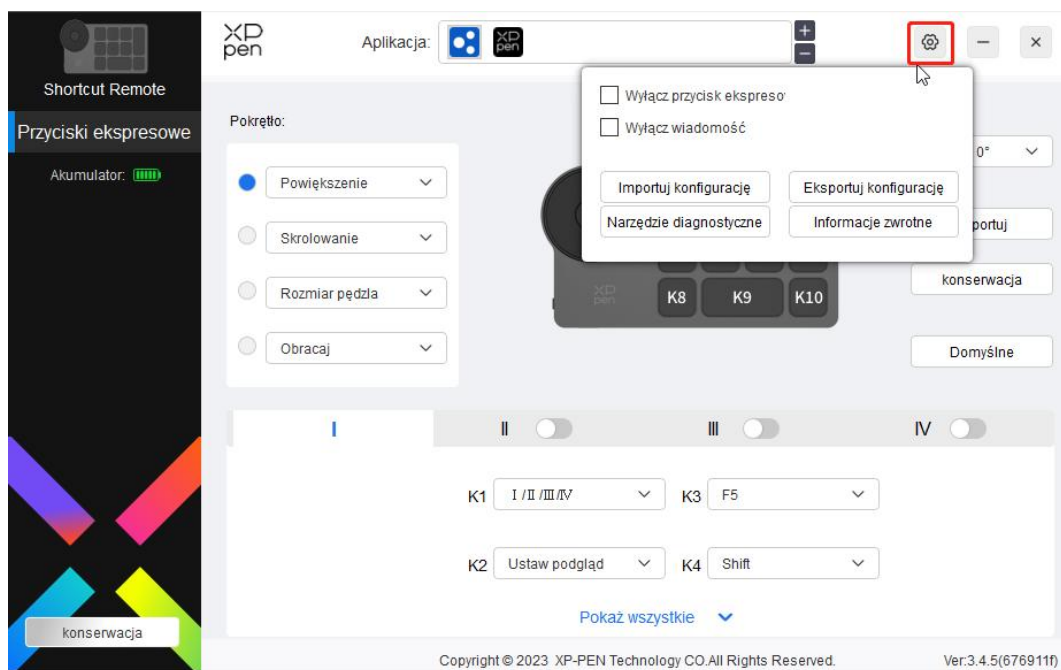 Shortcut Remote
Przyciski ekspresowe
Akumulator:
konserwacja
XP
pen
Aplikacja:
XP
pen
+
−
Wyłącz przycisk ekspreso
Wyłącz wiadomość
Importuj konfigurację
Eksportuj konfigurację
Narzędzie diagnostyczne
Informacje zwrotne
Pokrętło:
Powiększenie
Skrolowanie
Rozmiar pędzla
Obracaj
XP
pen
K8
K9
K10
0°
portuj
konserwacja
Domyślne
I
II
III
IV
K1
I /II /III/IV
K3
F5
K2
Ustaw podgląd
K4
Shift
Pokaż wszystkie
Copyright © 2023 XP-PEN Technology CO.All Rights Reserved.
Ver:3.4.5(676911f)